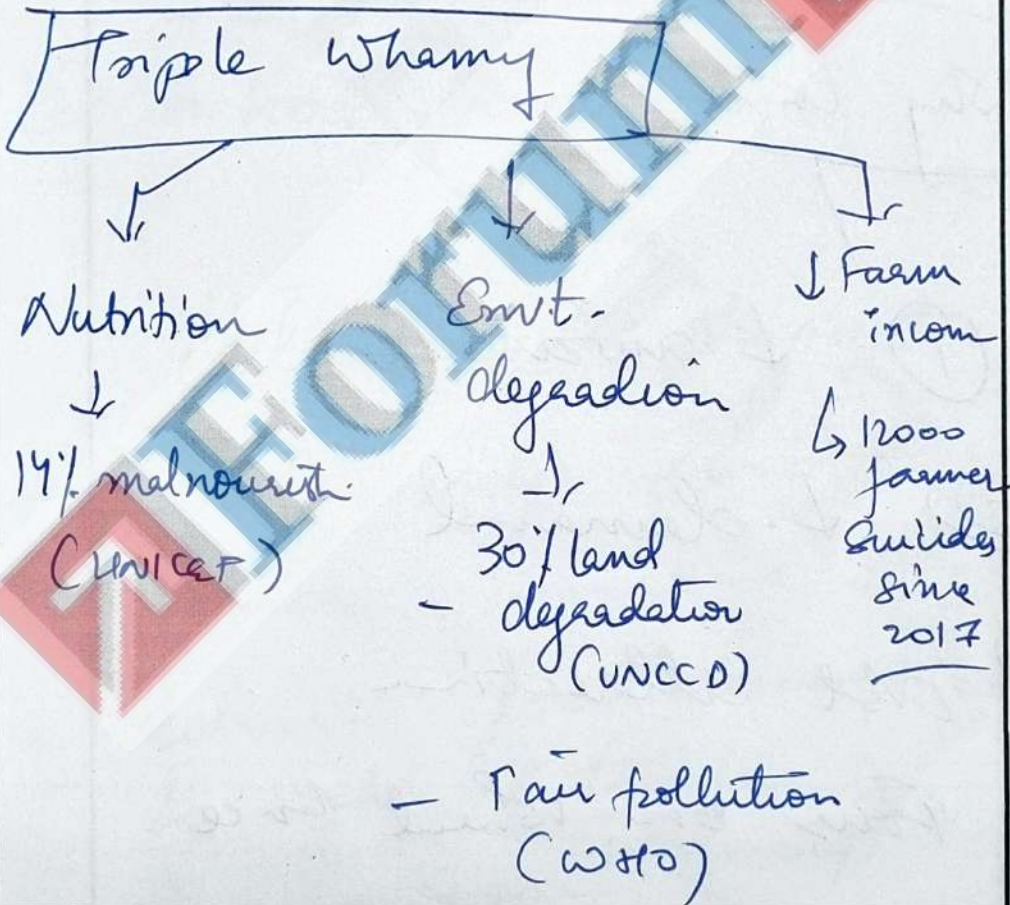 Triple Whamy
Nutrition
↓
14% malnourish.
(UNICEF)
Envt.
degradion
30% land
- degradation
(UNCCD)
- ↑ air pollution
(WHO)
↓ Farm
incom
↳ 12000
farmer
suicides
since
2017
Forum